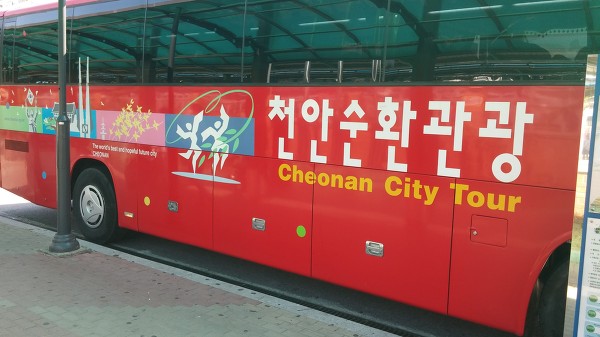 천안순환관광
Cheonan City Tour
The world's best and hopeful future city
CHEONAN